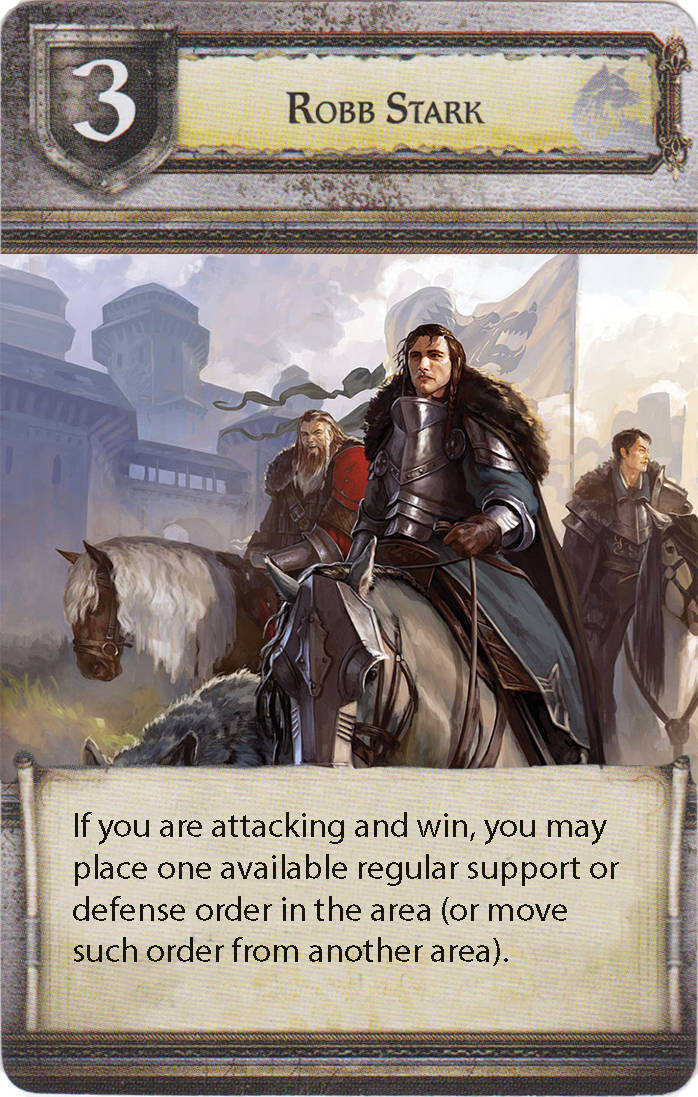 3
Robb Stark
If you are attacking and win, you may
place one available regular support or
defense order in the area (or move
such order from another area).